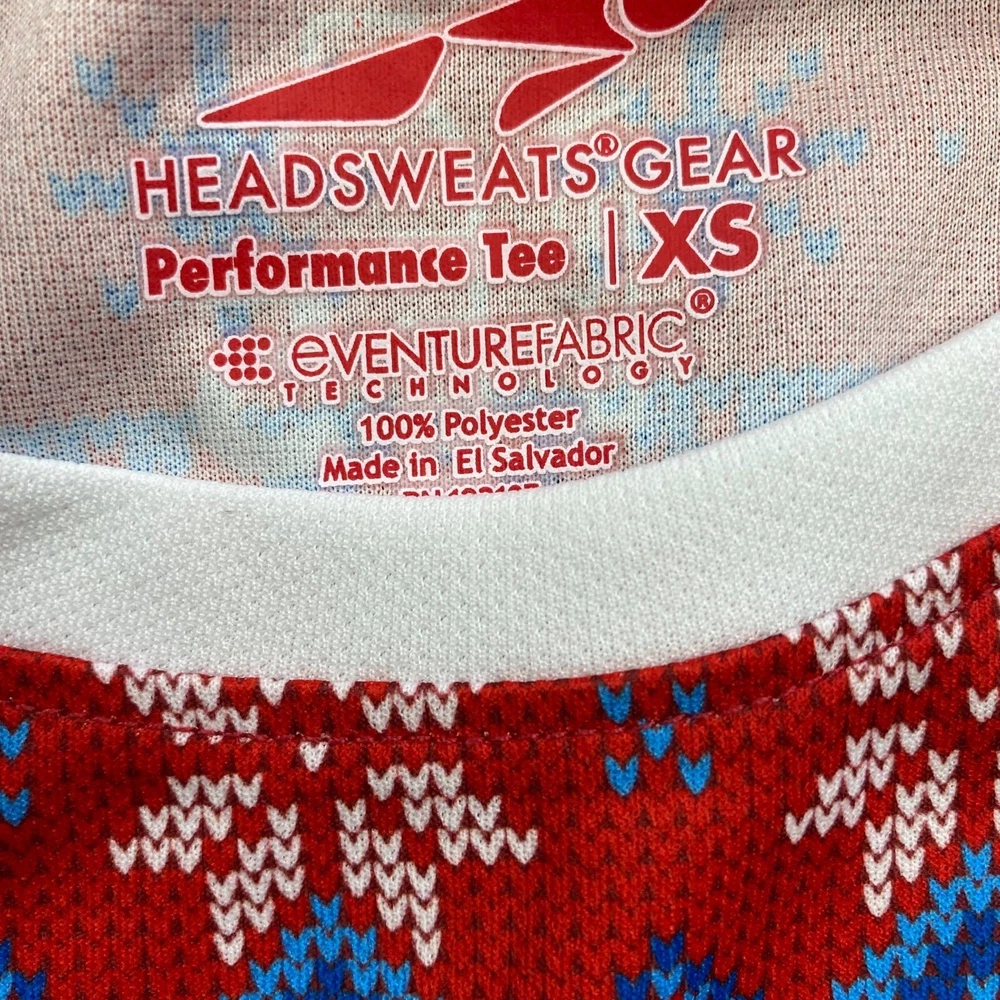 HEADSWEATS® GEAR
Performance Tee | XS
eVENTUREFABRIC®
TECHNOLOGY
100% Polyester
Made in El Salvador